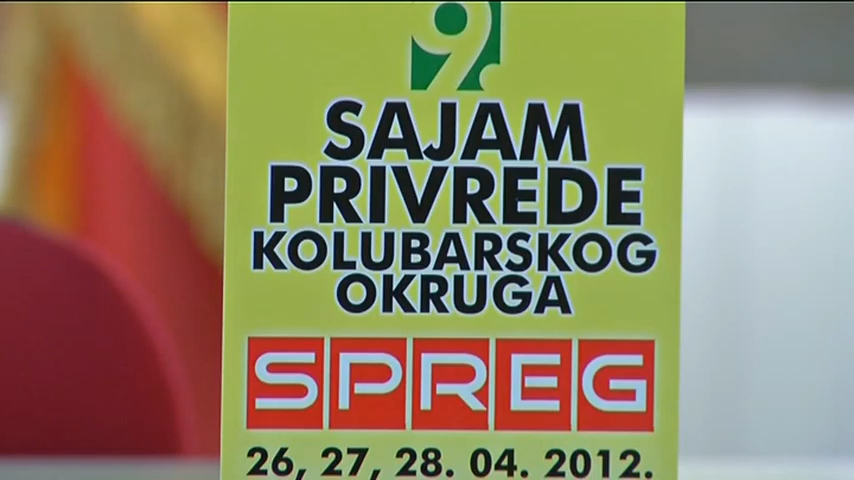 9.
SAJAM
PRIVREDE
KOLUBARSKOG
OKRUGA
SPREG
26, 27, 28. 04. 2012.